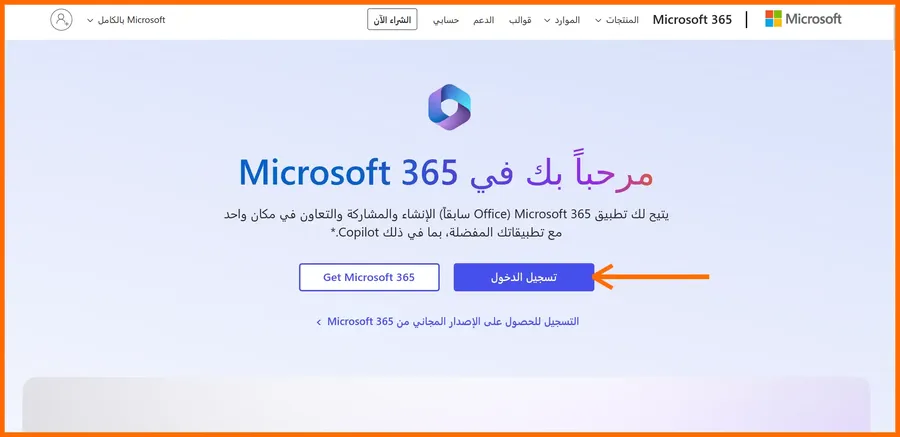 Microsoft | Microsoft 365 المنتجات الموارد قوالب الدعم حسابي الشراء الآن Microsoft بالكامل
مرحباً بك في Microsoft 365
يتيح لك تطبيق Microsoft 365 (Office سابقاً) الإنشاء والمشاركة والتعاون في مكان واحد
مع تطبيقاتك المفضلة، بما في ذلك Copilot.*
تسجيل الدخول Get Microsoft 365
التسجيل للحصول على الإصدار المجاني من Microsoft 365